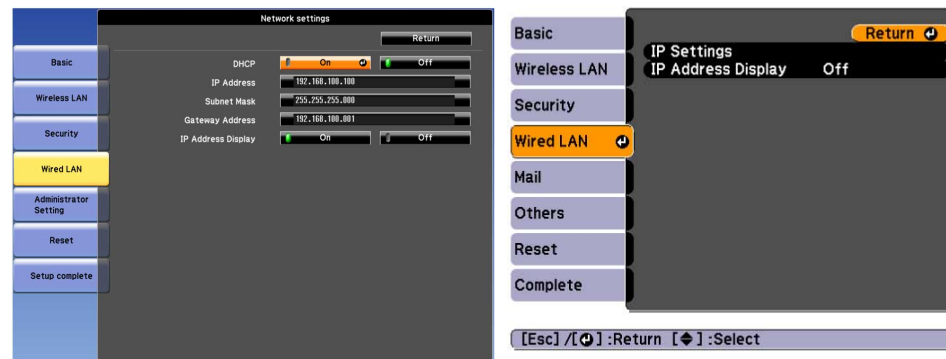 Network settings
Return
Basic
Wireless LAN
Security
Wired LAN
Administrator
Setting
Reset
Setup complete
DHCP On Off
IP Address 192.168.100.100
Subnet Mask 255.255.255.000
Gateway Address 192.168.100.001
IP Address Display On Off
Basic
Wireless LAN
Security
Wired LAN
Mail
Others
Reset
Complete
Return
IP Settings
IP Address Display Off
[Esc] /[ ] :Return [ ] :Select